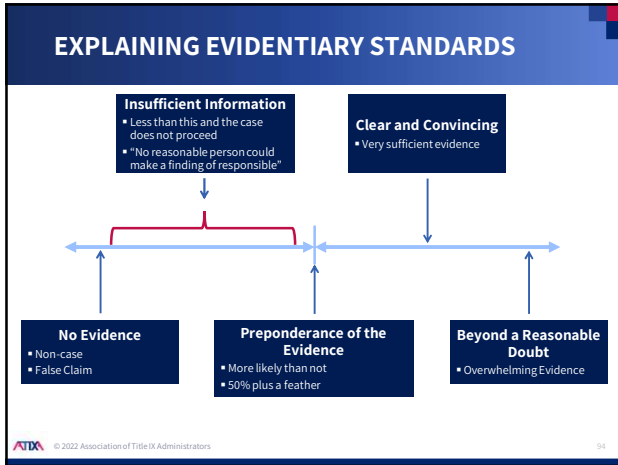 EXPLAINING EVIDENTIARY STANDARDS
Insufficient Information
▪ Less than this and the case
does not proceed
▪ “No reasonable person could
make a finding of responsible”
Clear and Convincing
▪ Very sufficient evidence
No Evidence
▪ Non-case
▪ False Claim
Preponderance of the
Evidence
▪ More likely than not
▪ 50% plus a feather
Beyond a Reasonable
Doubt
▪ Overwhelming Evidence
ATIXA © 2022 Association of Title IX Administrators
94